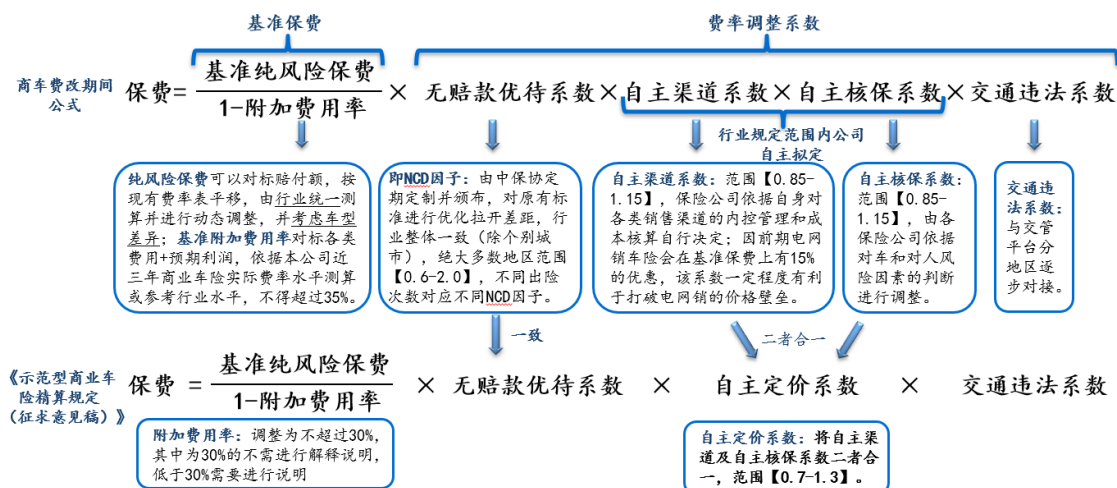 基准保费
费率调整系数
商车费改期间
公式
保费=
基准纯风险保费
1-附加费用率
× 无赔款优待系数×自主渠道系数×自主核保系数×交通违法系数
行业规定范围内公司
自主拟定
纯风险保费可以对标赔付额，按
现有费率表平移，由行业统一测
算并进行动态调整，并考虑车型
差异；基准附加费用率对标各类
费用+预期利润，依据本公司近
三年商业车险实际费率水平测算
或参考行业水平，不得超过35%。
即NCD因子：由中保协定
期定制并颁布，对原有标
准进行优化拉开差距，行
业整体一致（除个别城
市），绝大多数地区范围
【0.6-2.0】，不同出险
次数对应不同NCD因子。
自主渠道系数：范围【0.85-
1.15】，保险公司依据自身对
各类销售渠道的内控管理和成
本核算自行决定；因前期电网
销车险会在基准保费上有15%
的优惠，该系数一定程度有利
于打破电网销的价格壁垒。
自主核保系数：
范围【0.85-
1.15】，由各
保险公司依据
对车和对人风
险因素的判断
进行调整。
交通违
法系数：
与交管
平台分
地区逐
步对接。
一致
二者合一
《示范型商业车
险精算规定
（征求意见稿）》
保费 =
基准纯风险保费
1-附加费用率
× 无赔款优待系数 × 自主定价系数 × 交通违法系数
附加费用率：调整为不超过30%，
其中为30%的不需进行解释说明，
低于30%需要进行说明
自主定价系数：将自主渠
道及自主核保系数二者合
一，范围【0.7-1.3】。